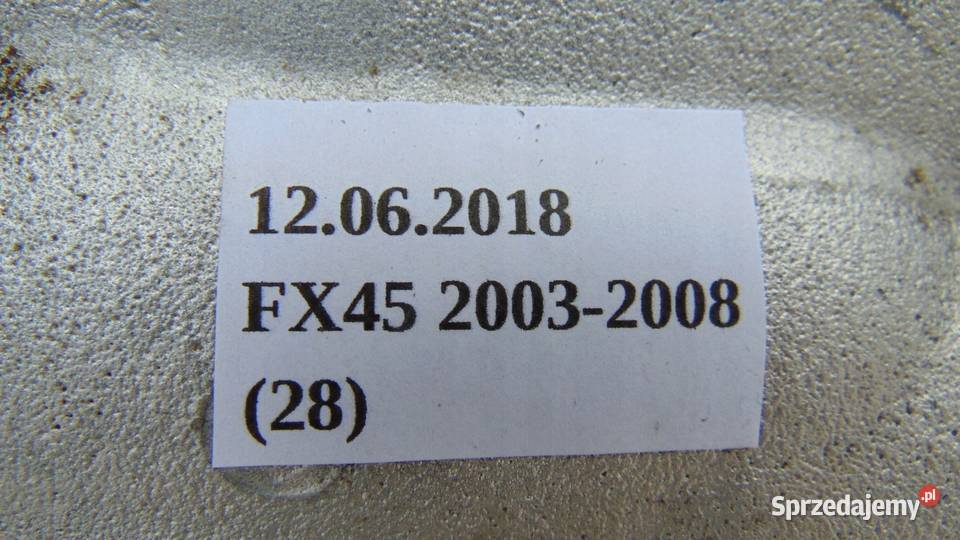 12.06.2018
FX45 2003-2008
(28)
Sprzedajemy.pl